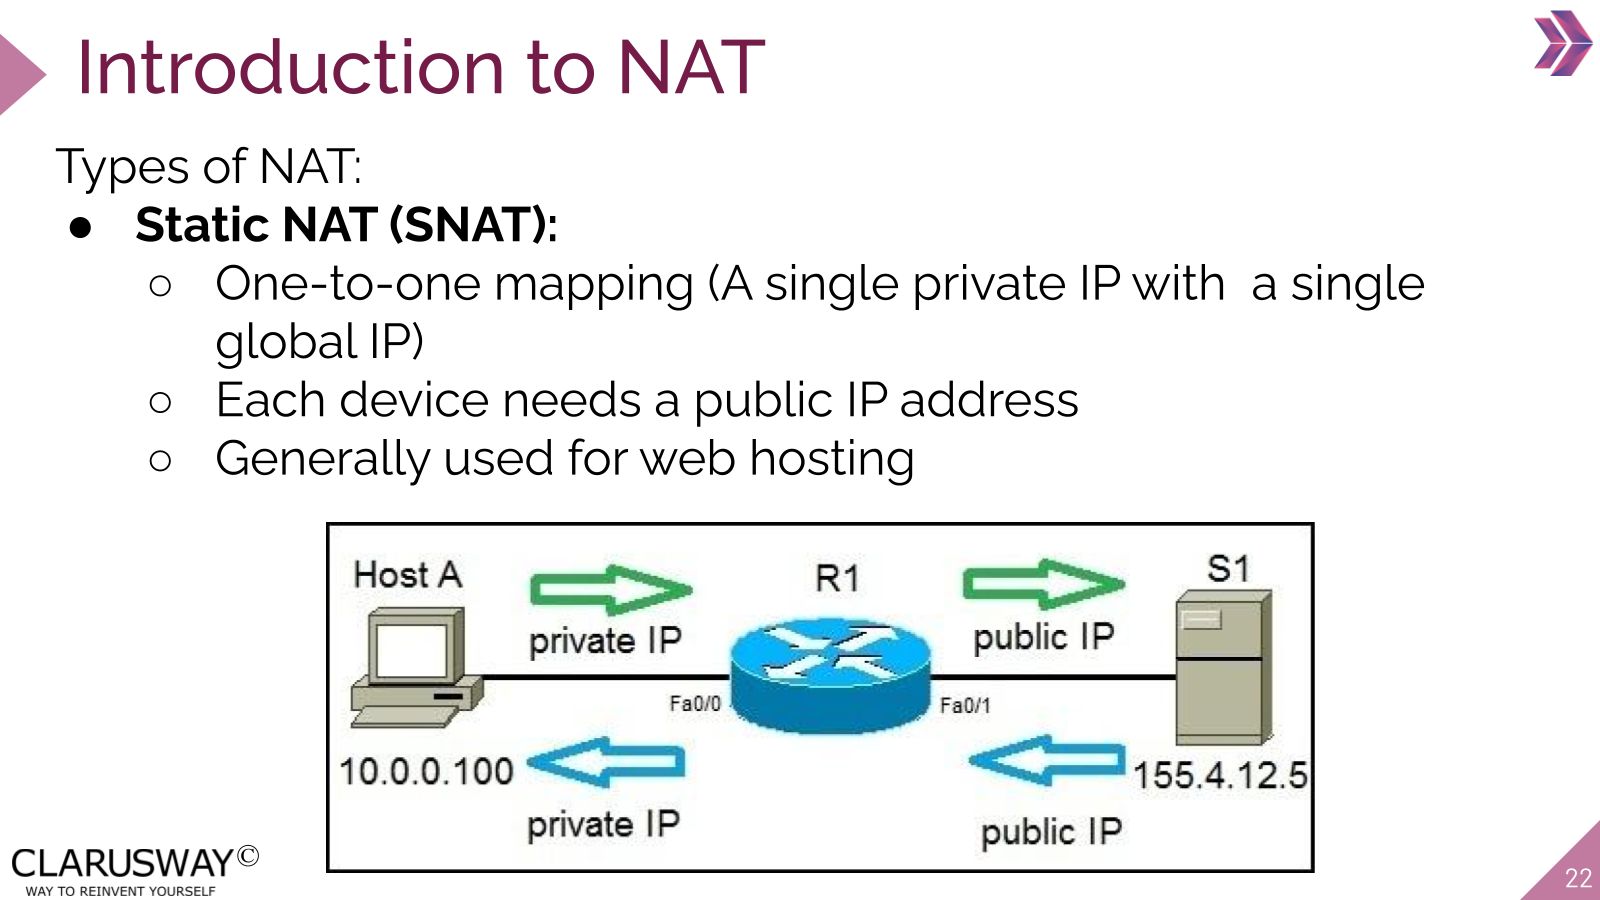 Introduction to NAT
Types of NAT:
● Static NAT (SNAT):
○ One-to-one mapping (A single private IP with  a single
global IP)
○ Each device needs a public IP address
○ Generally used for web hosting
Host A
R1
S1
private IP
public IP
Fa0/0
Fa0/1
10.0.0.100
155.4.12.5
private IP
public IP
CLARUSWAY©
WAY TO REINVENT YOURSELF
22